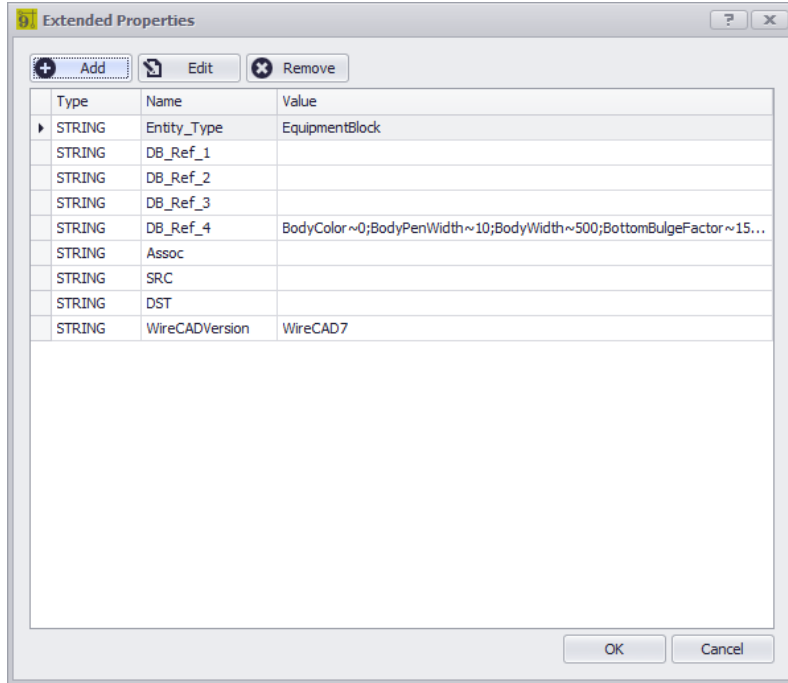 9 Extended Properties ? x
Add Edit Remove
Type Name Value
STRING Entity_Type EquipmentBlock
STRING DB_Ref_1
STRING DB_Ref_2
STRING DB_Ref_3
STRING DB_Ref_4 BodyColor~0;BodyPenWidth~10;BodyWidth~500;BottomBulgeFactor~15...
STRING Assoc
STRING SRC
STRING DST
STRING WireCADVersion WireCAD7
OK Cancel